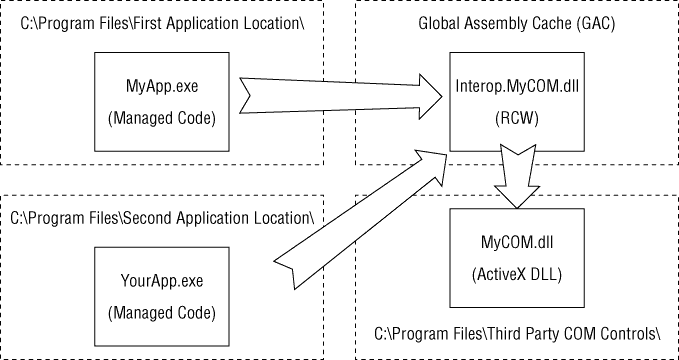 C:\Program Files\First Application Location\
MyApp.exe
(Managed Code)
Global Assembly Cache (GAC)
Interop.MyCOM.dll
(RCW)
C:\Program Files\Second Application Location\
YourApp.exe
(Managed Code)
MyCOM.dll
(ActiveX DLL)
C:\Program Files\Third Party COM Controls\